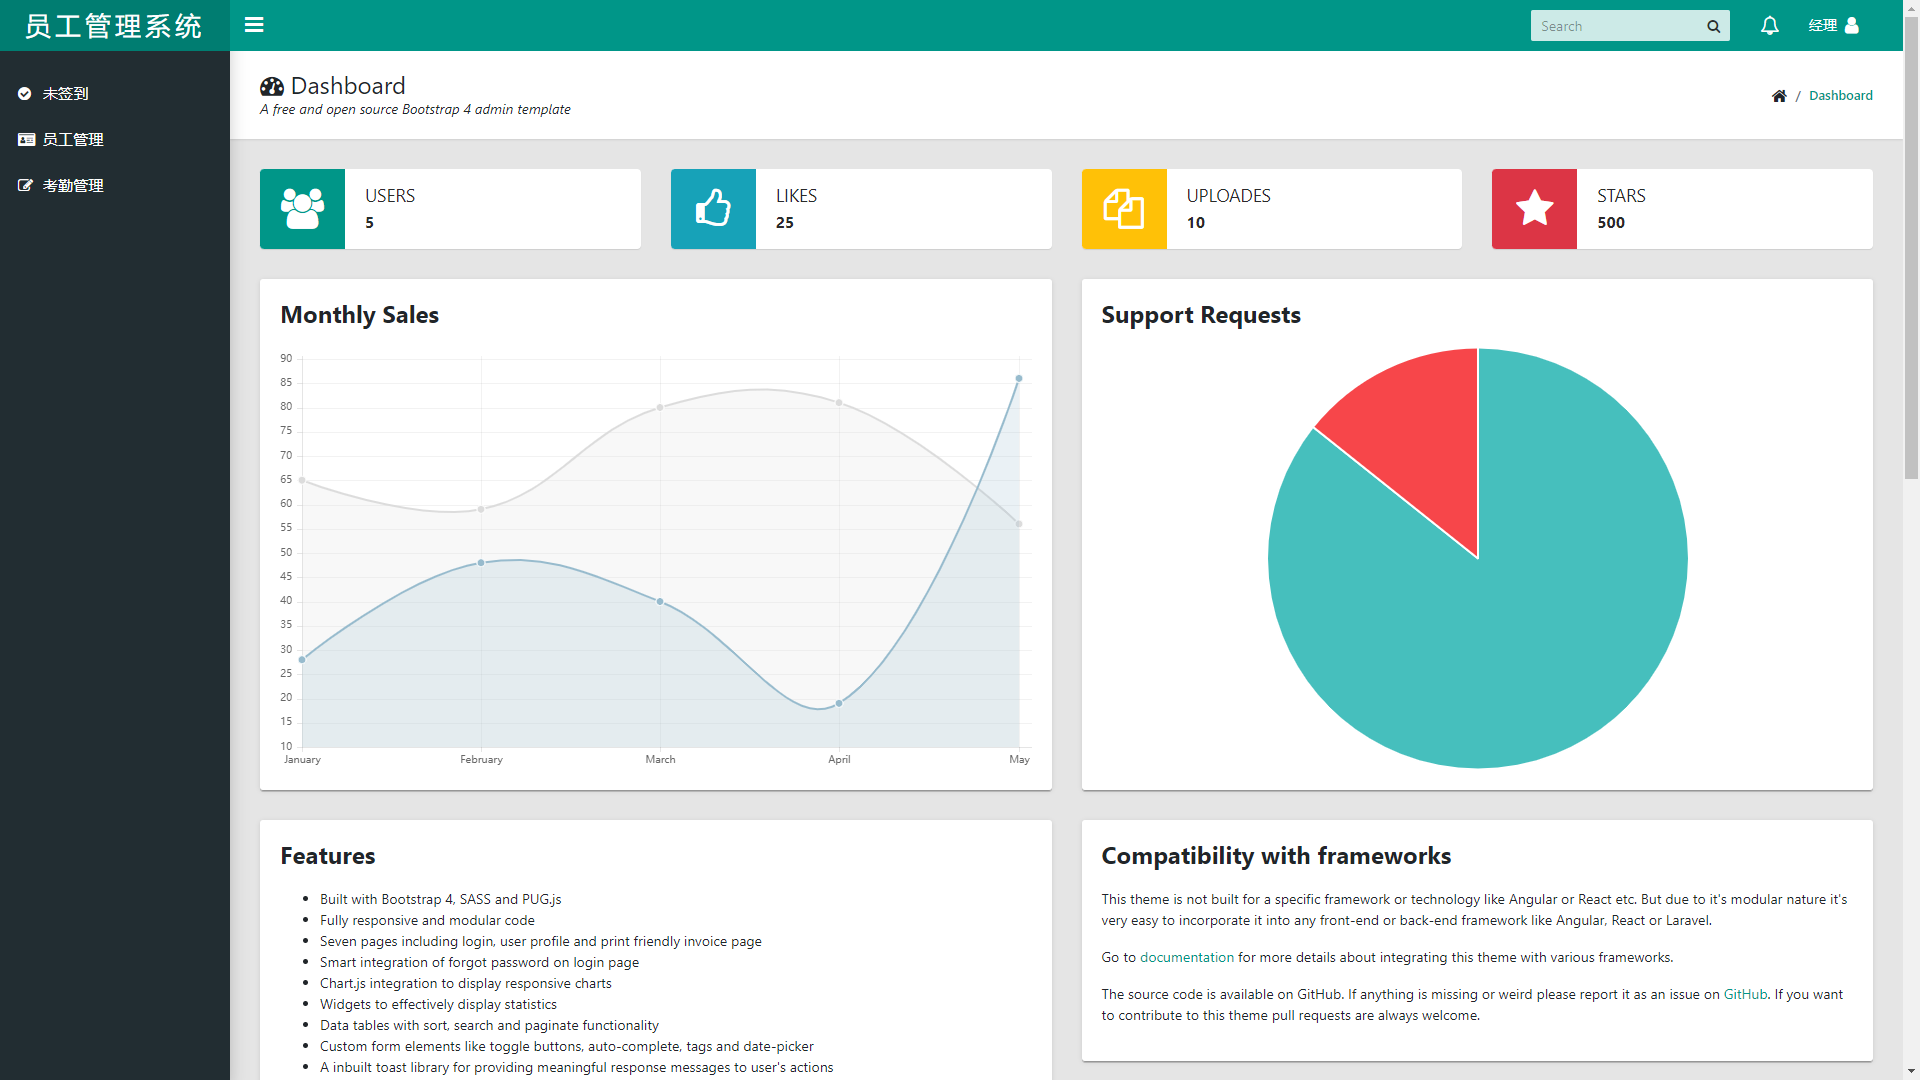 员工管理系统
Search
经理
未签到
员工管理
考勤管理
Dashboard
A free and open source Bootstrap 4 admin template
/ Dashboard
USERS
5
LIKES
25
UPLOADES
10
STARS
500
Monthly Sales
90
85
80
75
70
65
60
55
50
45
40
35
30
25
20
15
10
January February March April May
Support Requests
Features
Built with Bootstrap 4, SASS and PUG.js
Fully responsive and modular code
Seven pages including login, user profile and print friendly invoice page
Smart integration of forgot password on login page
Chart.js integration to display responsive charts
Widgets to effectively display statistics
Data tables with sort, search and paginate functionality
Custom form elements like toggle buttons, auto-complete, tags and date-picker
A inbuilt toast library for providing meaningful response messages to user's actions
Compatibility with frameworks
This theme is not built for a specific framework or technology like Angular or React etc. But due to it's modular nature it's
very easy to incorporate it into any front-end or back-end framework like Angular, React or Laravel.
Go to documentation for more details about integrating this theme with various frameworks.
The source code is available on GitHub. If anything is missing or weird please report it as an issue on GitHub. If you want
to contribute to this theme pull requests are always welcome.